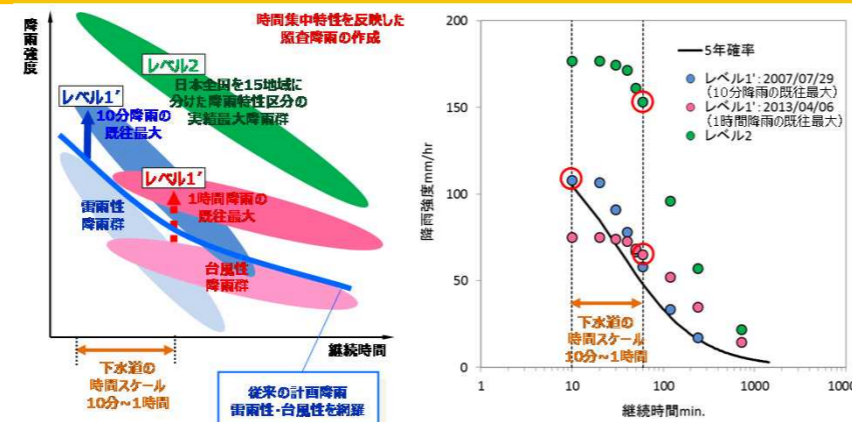 時間集中特性を反映した
照査降雨の作成
降雨強度
レベル2
日本全国を15地域に
分けた降雨特性区分の
実績最大降雨群
レベル1’
10分降雨の
既往最大
レベル1’
1時間降雨の
既往最大
雷雨性
降雨群
台風性
降雨群
継続時間
下水道の
時間スケール
10分~1時間
従来の計画降雨
雷雨性・台風性を網羅
200
150
100
50
0
降雨強度mm/hr
5年確率
レベル1’:2007/07/29
(10分降雨の既往最大)
レベル1’:2013/04/06
(1時間降雨の既往最大)
レベル2
下水道の
時間スケール
10分~1時間
1
10
100
1000
1000
継続時間min.